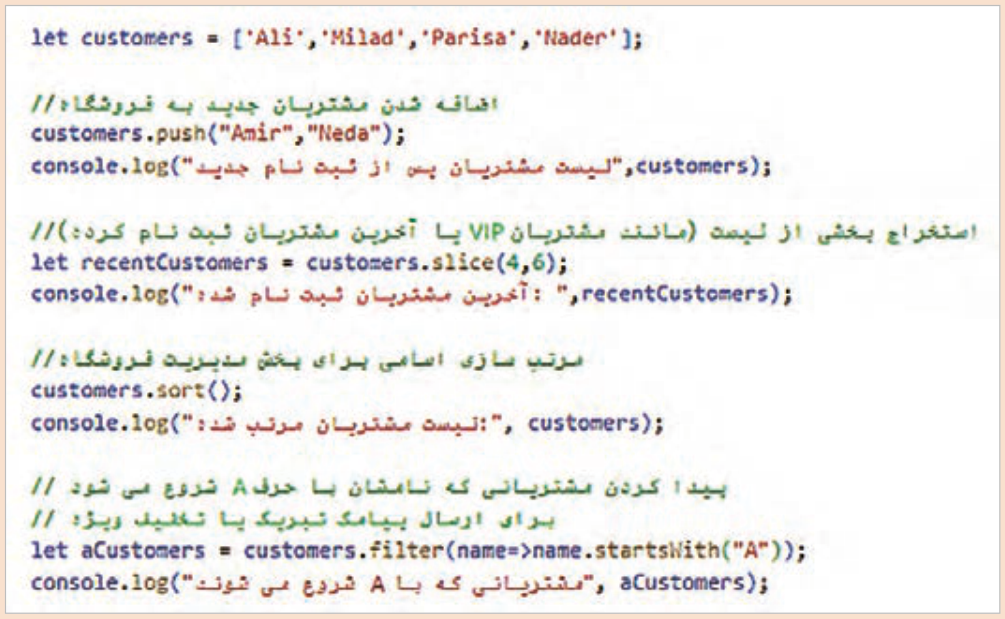 let customers = ['Ali','Milad','Parisa','Nader'];
//اضافه شدن مشتریان جدید به فروشگاه
customers.push("Amir","Neda");
console.log("لیست مشتریان پس از ثبت نام جدید",customers);
//استخراج بخشی از لیست (مانند مشتریان VIP یا آخرین مشتریان ثبت نام کرده)
let recentCustomers = customers.slice(4,6);
console.log("آخرین مشتریان ثبت نام شده: ",recentCustomers);
//مرتب سازی اسامی برای بخش مدیریت فروشگاه
customers.sort();
console.log("لیست مشتریان مرتب شده:", customers);
// پیدا کردن مشتریانی که نامشان با حرف A شروع می شود
// برای ارسال پیامک تبریک یا تخفیف ویژه
let aCustomers = customers.filter(name=>name.startsWith("A"));
console.log("مشتریانی که با A شروع می شوند", aCustomers);